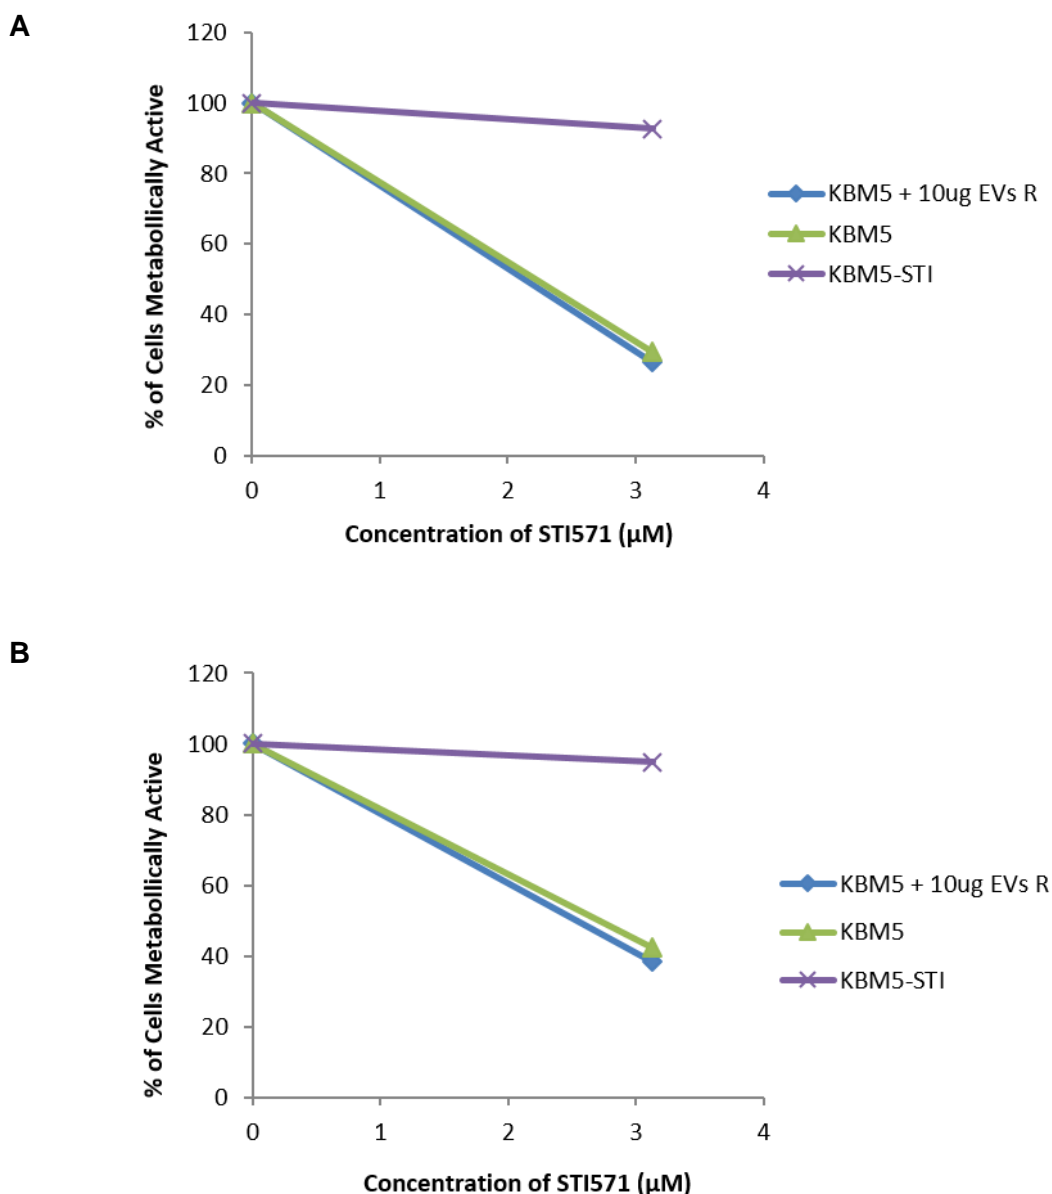 A
120
100
80
60
40
20
0
% of Cells Metabollically Active
0 1 2 3 4
Concentration of STI571 (µM)
KBM5 + 10ug EVs R
KBM5
KBM5-STI
B
120
100
80
60
40
20
0
% of Cells Metabollically Active
0 1 2 3 4
Concentration of STI571 (µM)
KBM5 + 10ug EVs R
KBM5
KBM5-STI